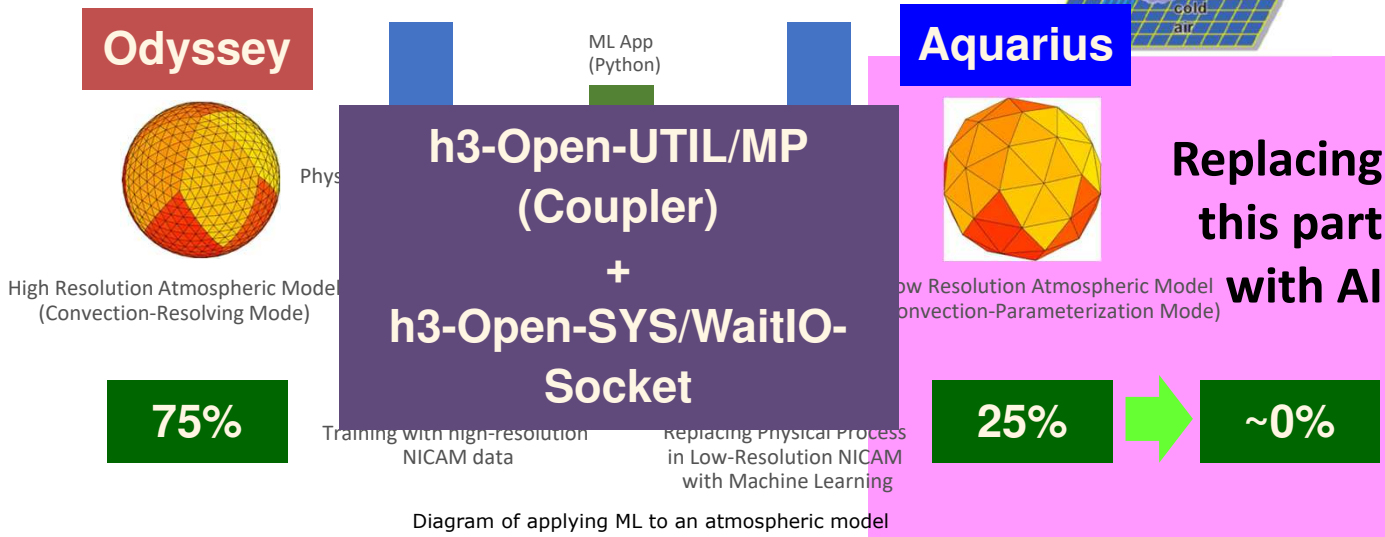 cold
air
Odyssey
ML App
(Python)
Aquarius
h3-Open-UTIL/MP
(Coupler)
+
h3-Open-SYS/WaitIO-
Socket
Phys
Replacing
this part
with AI
High Resolution Atmospheric Model
(Convection-Resolving Mode)
ow Resolution Atmospheric Model
onvection-Parameterization Mode)
75%
25%
~0%
Training with high-resolution
NICAM data
Replacing Physical Process
in Low-Resolution NICAM
with Machine Learning
Diagram of applying ML to an atmospheric model